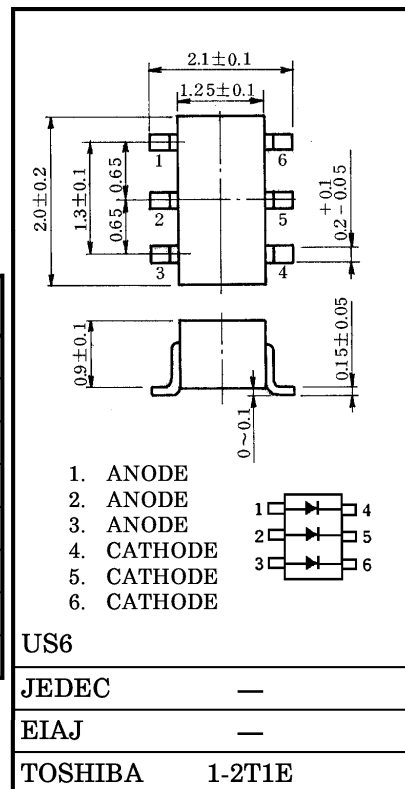 2.1±0.1
1.25±0.1
1 6
2 5
3 4
2.0±0.2
1.3±0.1
0.65
0.65
+0.1
0.2-0.05
0.9±0.1
0.15±0.05
0~0.1
1. ANODE
2. ANODE
3. ANODE
4. CATHODE
5. CATHODE
6. CATHODE
1 4
2 5
3 6
US6
JEDEC —
EIAJ —
TOSHIBA 1-2T1E